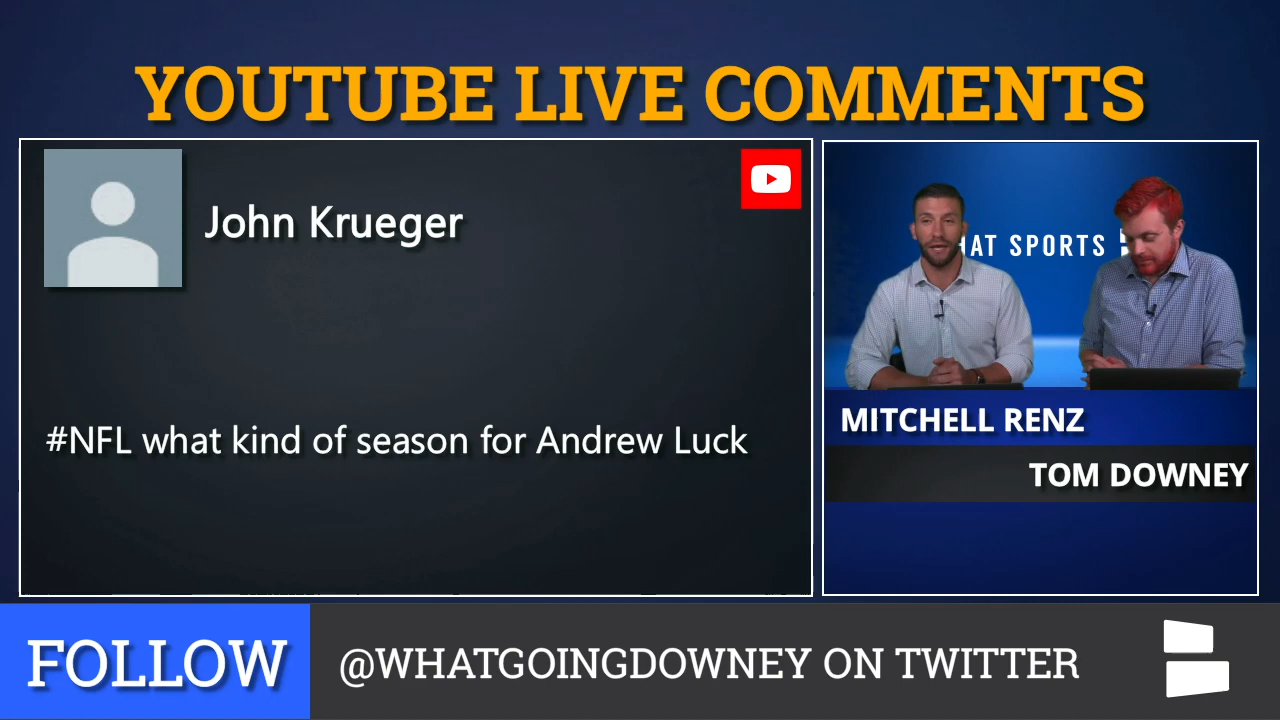 YOUTUBE LIVE COMMENTS
John Krueger
#NFL what kind of season for Andrew Luck
HAT SPORTS
MITCHELL RENZ
TOM DOWNEY
FOLLOW
@WHATGOINGDOWNEY ON TWITTER